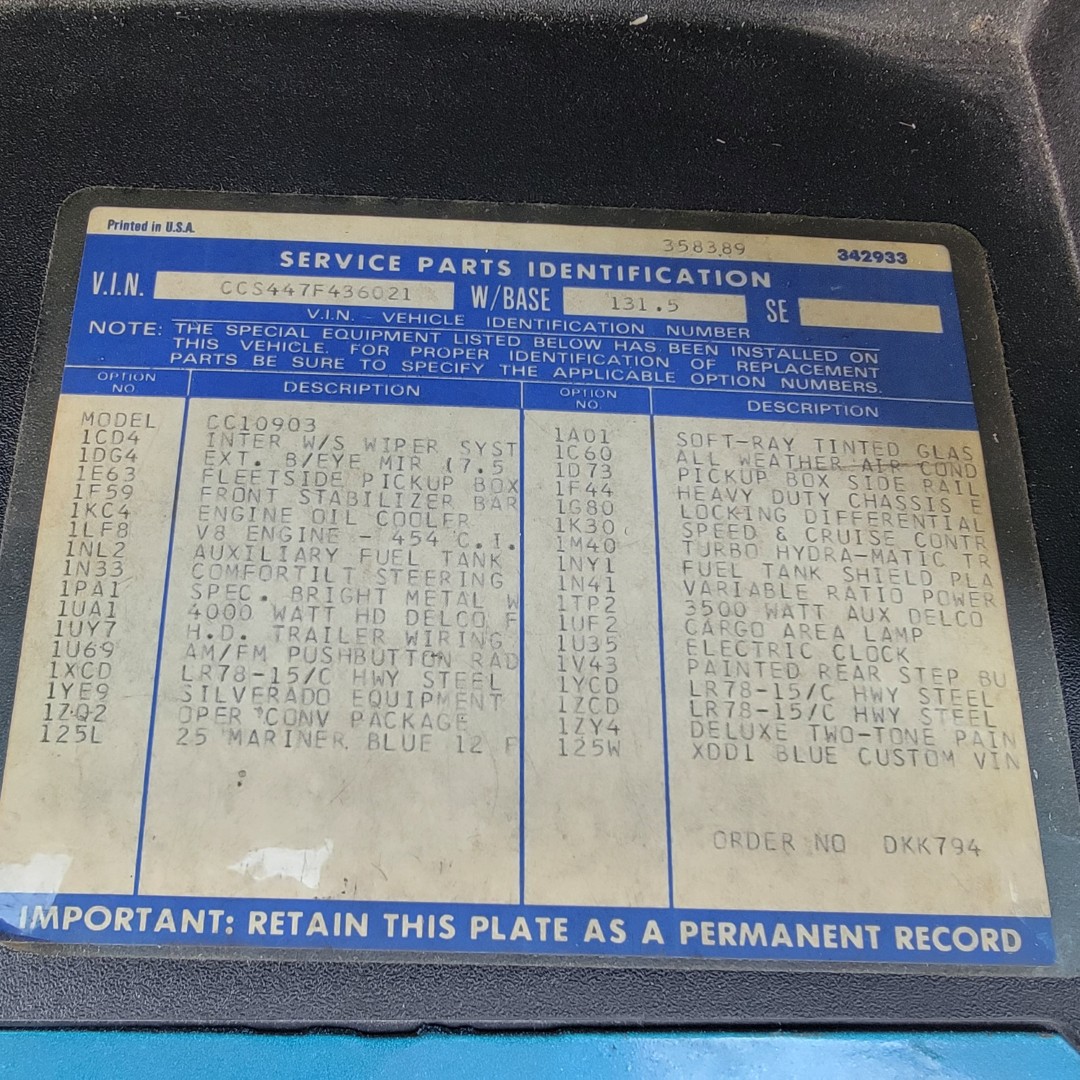 Printed in U.S.A. 358389 342933
SERVICE PARTS IDENTIFICATION
V.I.N. CCS447F436021 W/BASE 131.5 SE
V.I.N. - VEHICLE IDENTIFICATION NUMBER
NOTE: THE SPECIAL EQUIPMENT LISTED BELOW HAS BEEN INSTALLED ON
THIS VEHICLE. FOR PROPER IDENTIFICATION OF REPLACEMENT
PARTS BE SURE TO SPECIFY THE APPLICABLE OPTION NUMBERS.
OPTION NO. DESCRIPTION
MODEL CC10903
1CD4 INTER W/S WIPER SYST
1DG4 EXT. B/EYE MIR (7.5
1E63 FLEETSIDE PICKUP BOX
1F59 FRONT STABILIZER BAR
1KC4 ENGINE OIL COOLER
1LF8 V8 ENGINE - 454 C.I.
1NL2 AUXILIARY FUEL TANK
1N33 COMFORTILT STEERING
1PA1 SPEC. BRIGHT METAL W
1UA1 4000 WATT HD DELCO F
1UY7 H.D. TRAILER WIRING
1U69 AM/FM PUSHBUTTON RAD
1XCD LR78-15/C HWY STEEL
1YE9 SILVERADO EQUIPMENT
1ZQ2 OPER CONV PACKAGE
125L 25 MARINER BLUE 12 F
OPTION NO. DESCRIPTION
1A01 SOFT-RAY TINTED GLAS
1C60 ALL WEATHER AIR COND
1D73 PICKUP BOX SIDE RAIL
1F44 HEAVY DUTY CHASSIS E
1G80 LOCKING DIFFERENTIAL
1K30 SPEED & CRUISE CONTR
1M40 TURBO HYDRA-MATIC TR
1NY1 FUEL TANK SHIELD PLA
1N41 VARIABLE RATIO POWER
1TP2 3500 WATT AUX DELCO
1UF2 CARGO AREA LAMP
1U35 ELECTRIC CLOCK
1V43 PAINTED REAR STEP BU
1YCD LR78-15/C HWY STEEL
1ZCD LR78-15/C HWY STEEL
1ZY4 DELUXE TWO-TONE PAIN
125W XDD1 BLUE CUSTOM VIN
ORDER NO DKK794
IMPORTANT: RETAIN THIS PLATE AS A PERMANENT RECORD